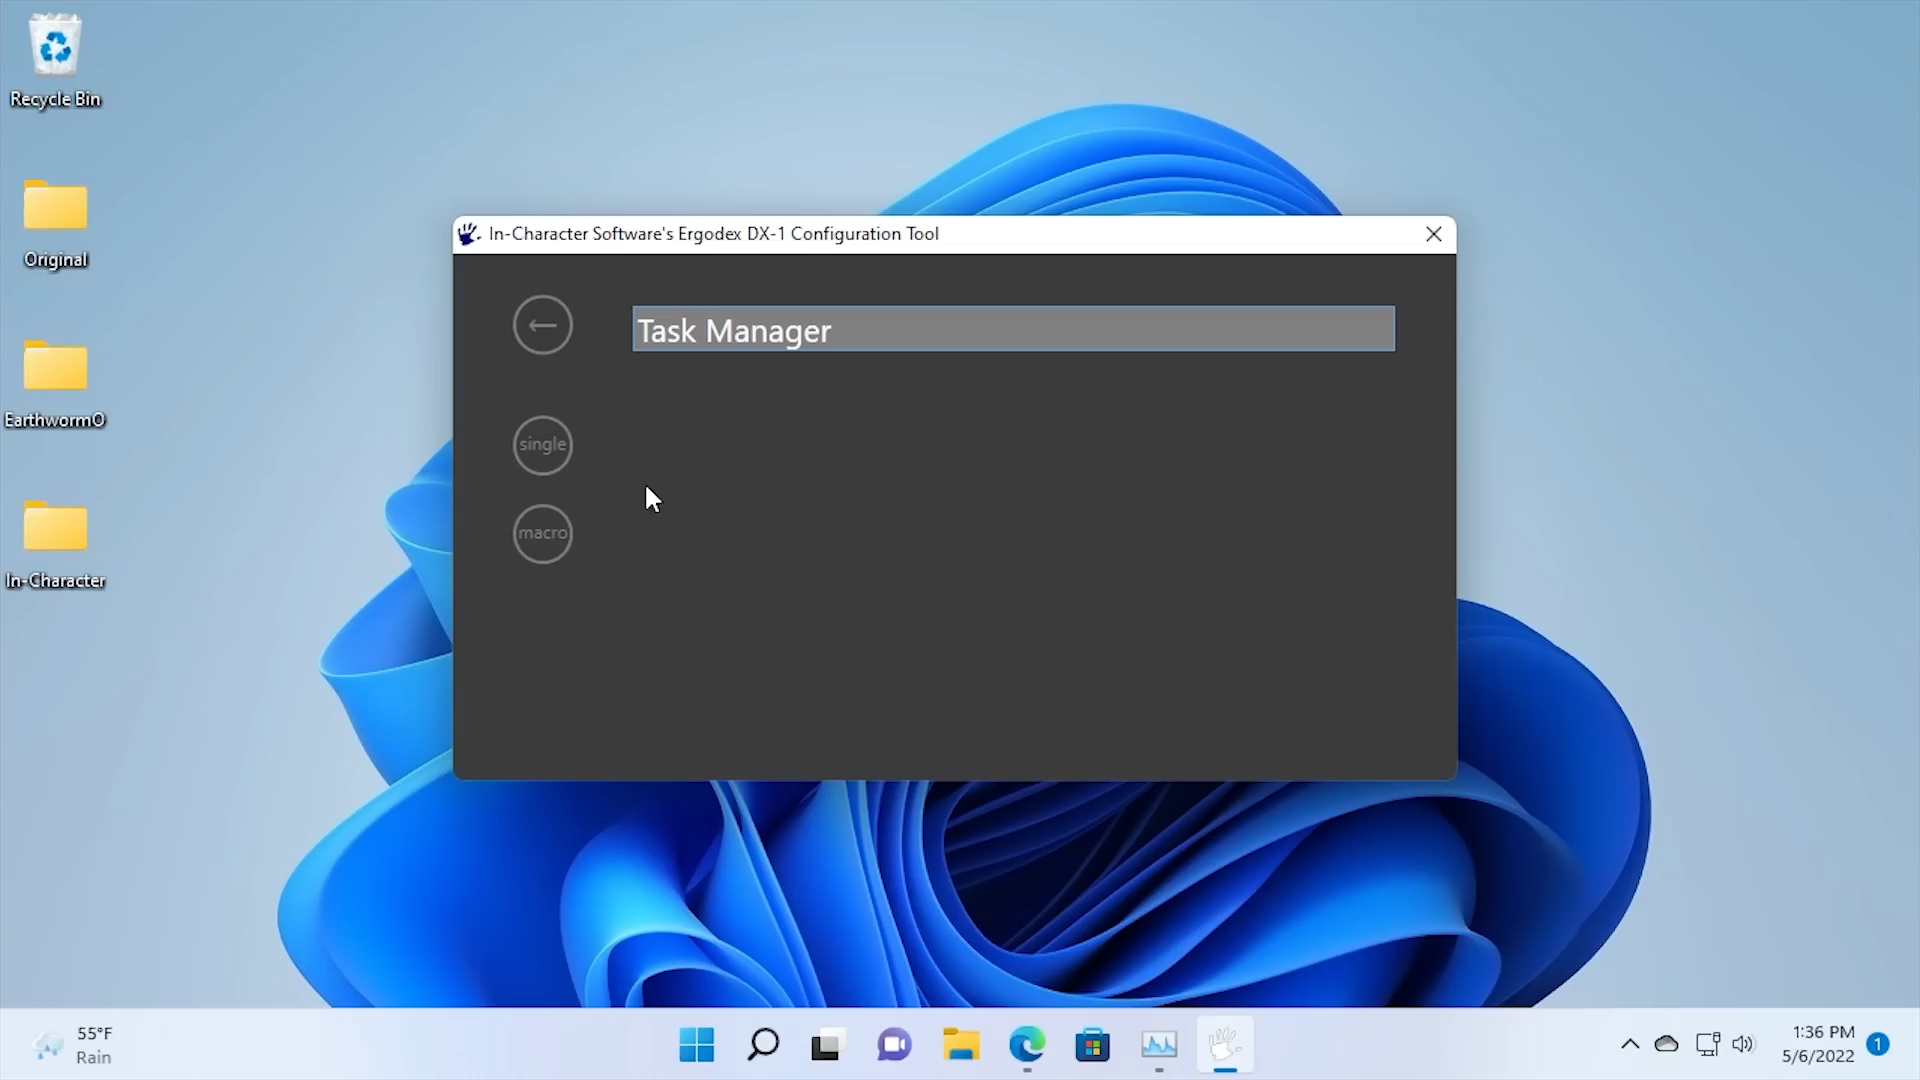 Recycle Bin
Original
EarthwormO
In-Character
In-Character Software's Ergodex DX-1 Configuration Tool
Task Manager
single
macro
55°F
Rain
1:36 PM
5/6/2022
1